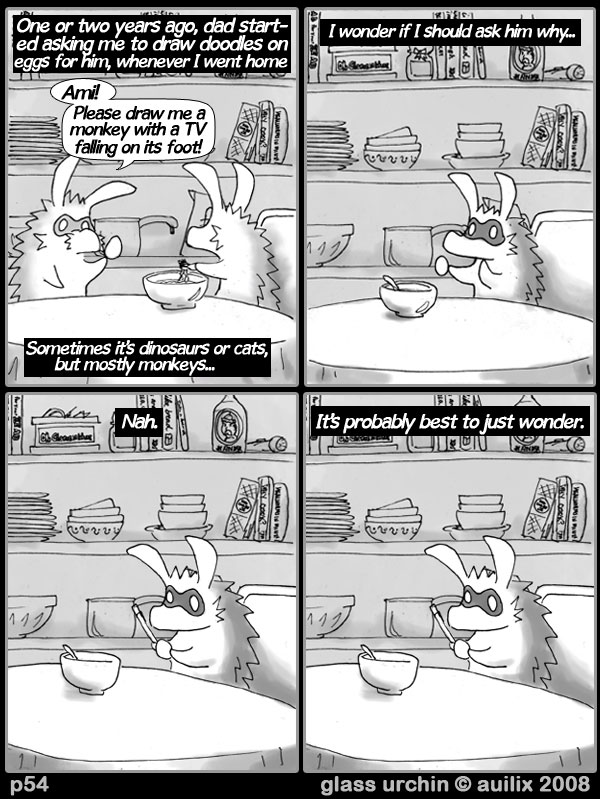 One or two years ago, dad start-
ed asking me to draw doodles on
eggs for him, whenever I went home
Ami!
Please draw me a
monkey with a TV
falling on its foot!
Sometimes it's dinosaurs or cats,
but mostly monkeys...
I wonder if I should ask him why...
Nah.
It's probably best to just wonder.
p54
glass urchin © auilix 2008